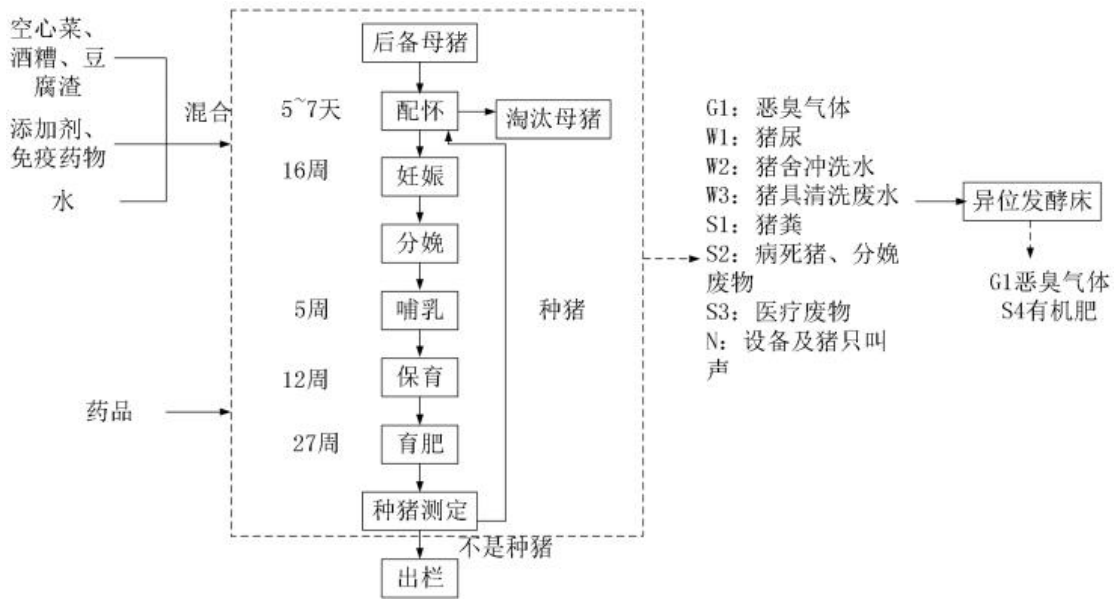 空心菜、
酒糟、豆
腐渣
添加剂、
免疫药物
水
混合
药品
后备母猪
5~7天
配怀
淘汰母猪
16周
妊娠
分娩
5周
哺乳
种猪
12周
保育
27周
育肥
种猪测定
不是种猪
出栏
G1：恶臭气体
W1：猪尿
W2：猪舍冲洗水
W3：猪具清洗废水
S1：猪粪
S2：病死猪、分娩
废物
S3：医疗废物
N：设备及猪只叫
声
异位发酵床
G1恶臭气体
S4有机肥